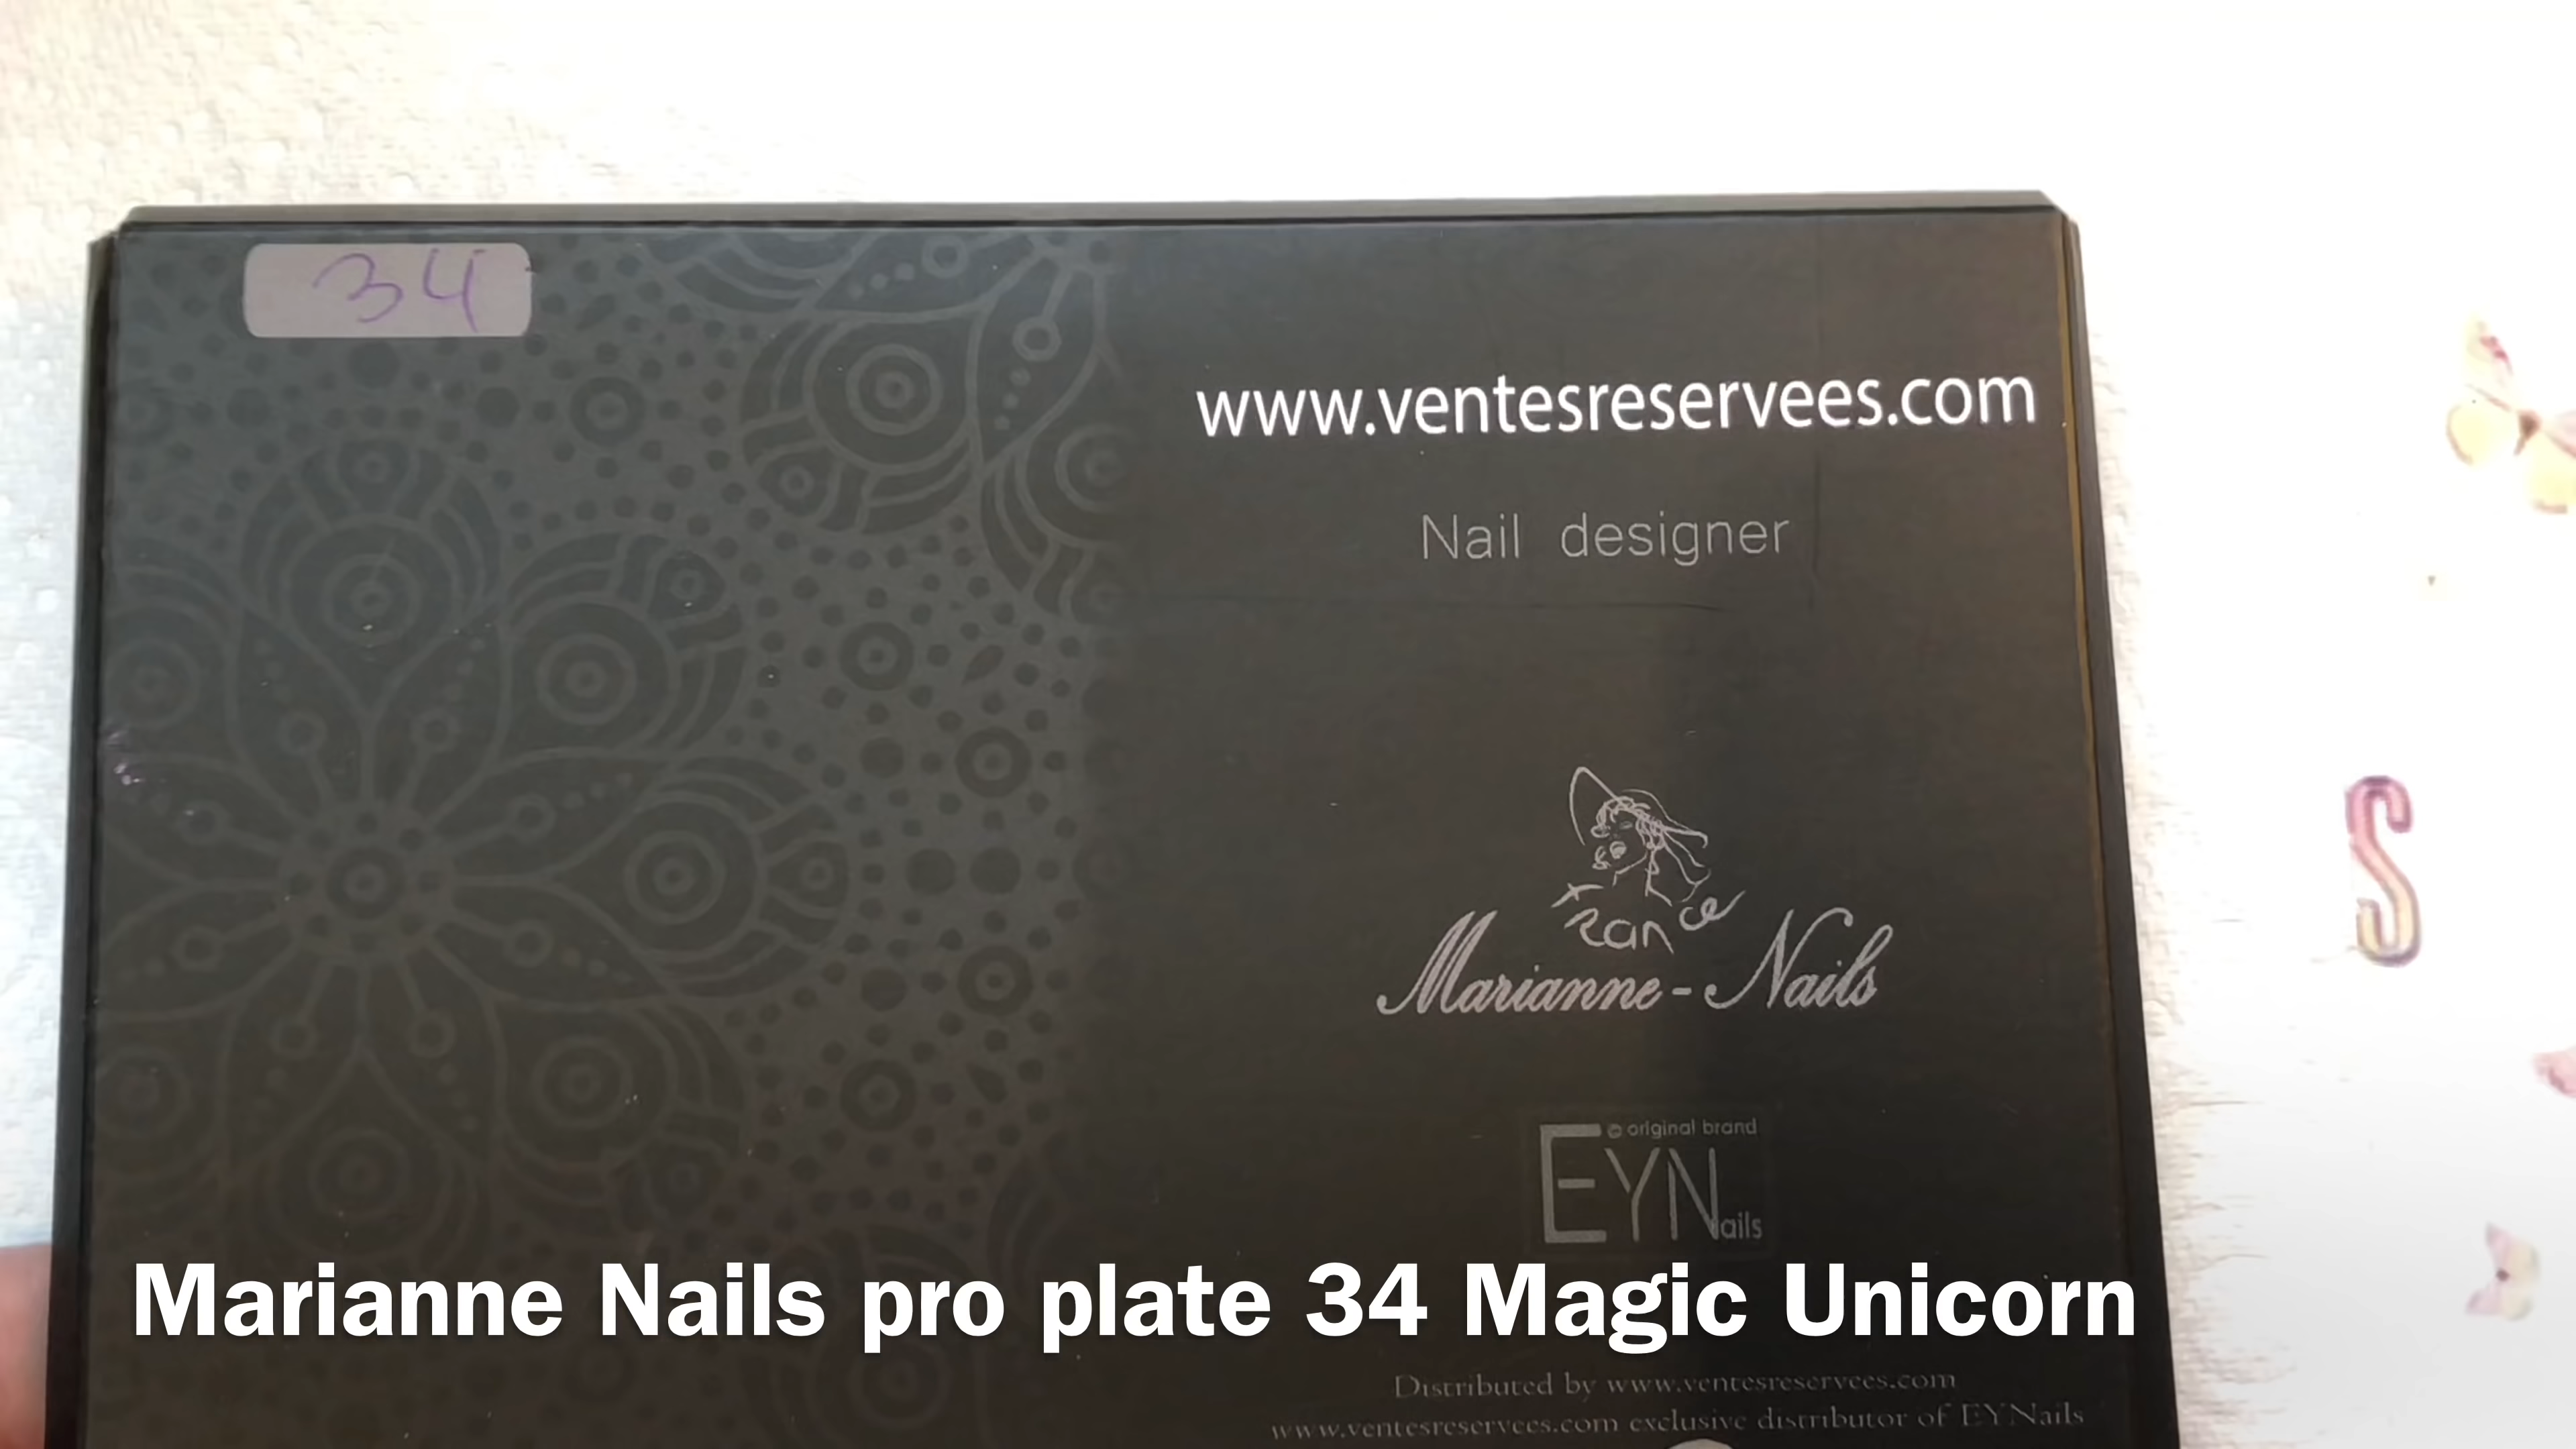 34
www.ventesreservees.com
Nail designer
France
Marianne-Nails
© original brand
EYNails
Marianne Nails pro plate 34 Magic Unicorn
Distributed by www.ventesreservees.com
www.ventesreservees.com exclusive distributor of EYNails
S